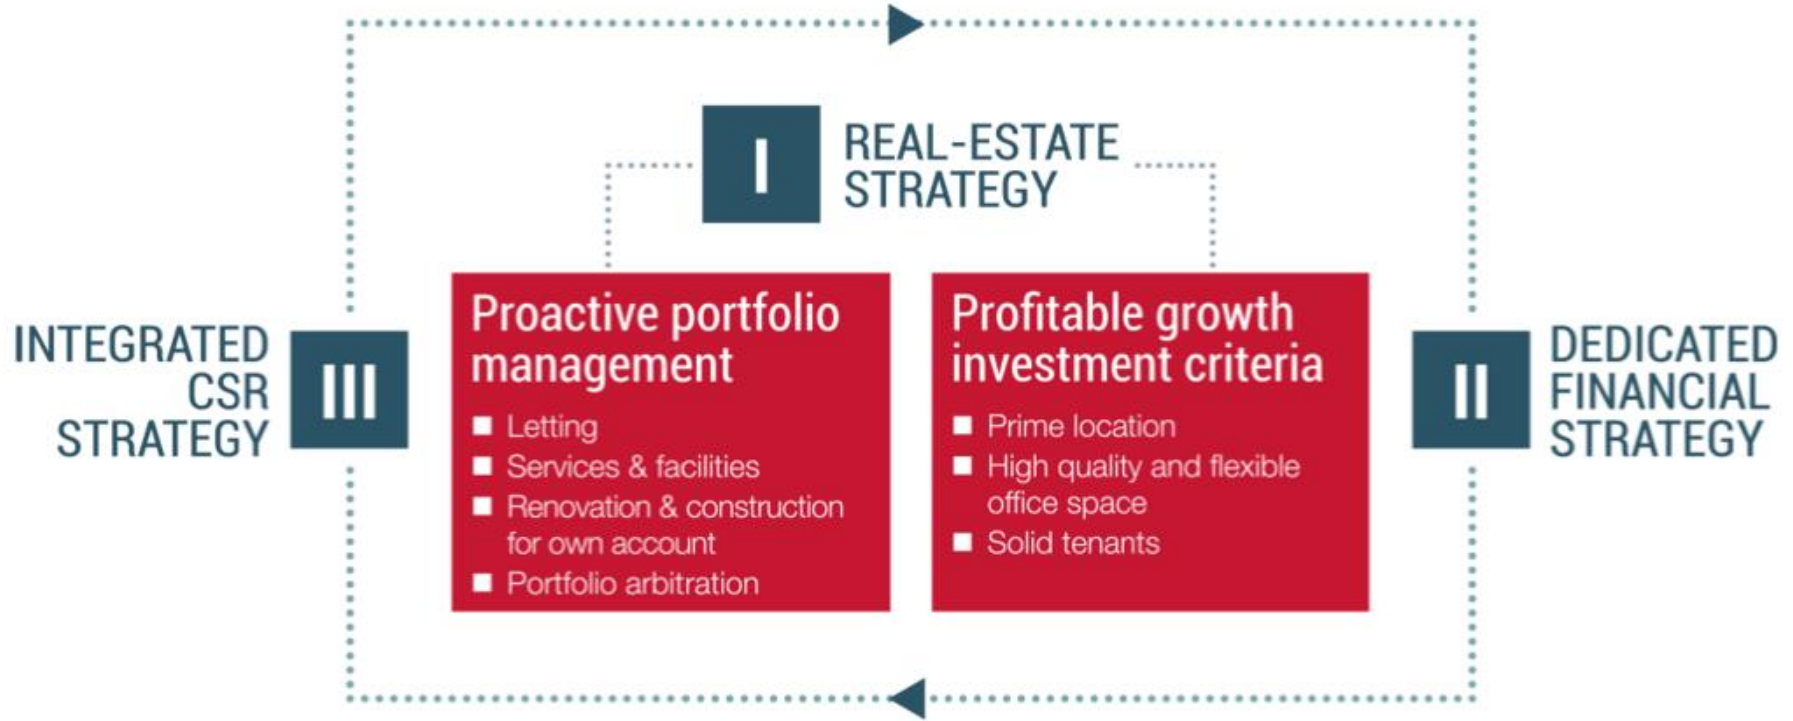 I
REAL-ESTATE
STRATEGY
INTEGRATED
CSR
STRATEGY
III
Proactive portfolio
management
Letting
Services & facilities
Renovation & construction
for own account
Portfolio arbitration
Profitable growth
investment criteria
Prime location
High quality and flexible
office space
Solid tenants
II
DEDICATED
FINANCIAL
STRATEGY